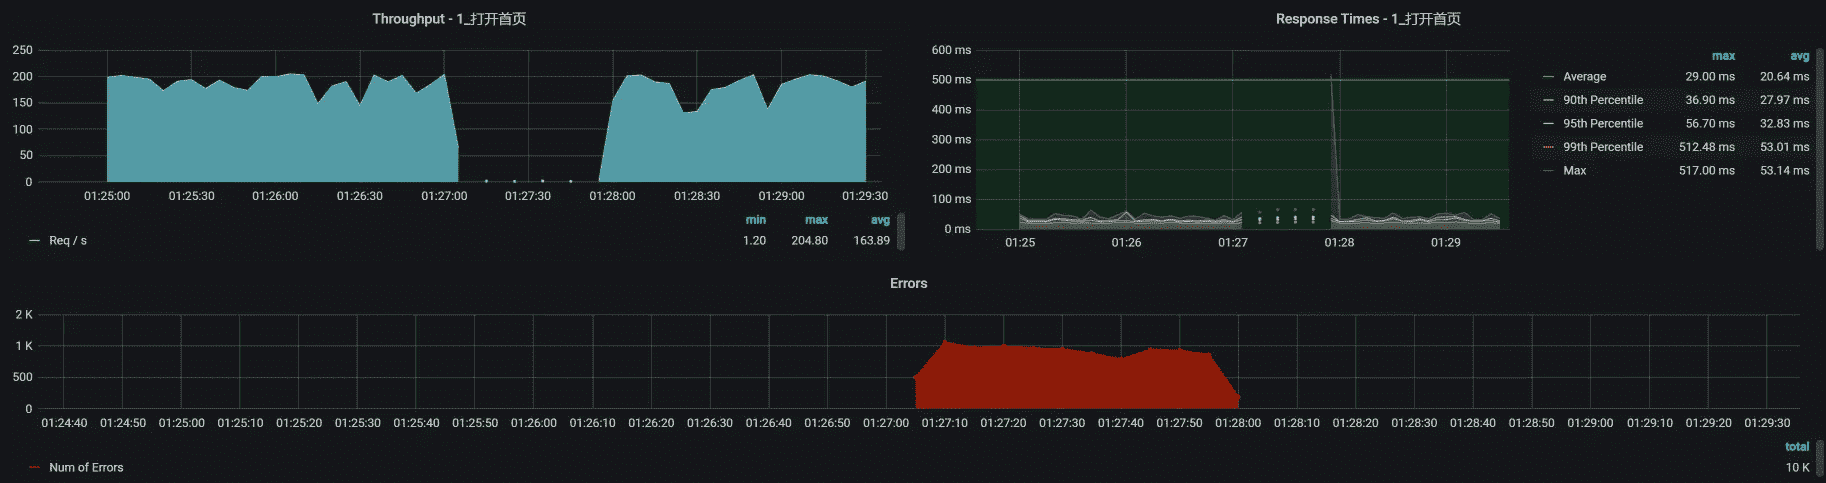 Throughput - 1_打开首页
250
200
150
100
50
0
01:25:00 01:25:30 01:26:00 01:26:30 01:27:00 01:27:30 01:28:00 01:28:30 01:29:00 01:29:30
min max avg
Req / s 1.20 204.80 163.89
Response Times - 1_打开首页
600 ms
500 ms
400 ms
300 ms
200 ms
100 ms
0 ms
01:25 01:26 01:27 01:28 01:29
max avg
Average 29.00 ms 20.64 ms
90th Percentile 36.90 ms 27.97 ms
95th Percentile 56.70 ms 32.83 ms
99th Percentile 512.48 ms 53.01 ms
Max 517.00 ms 53.14 ms
Errors
2 K
1 K
500
0
01:24:40 01:24:50 01:25:00 01:25:10 01:25:20 01:25:30 01:25:40 01:25:50 01:26:00 01:26:10 01:26:20 01:26:30 01:26:40 01:26:50 01:27:00 01:27:10 01:27:20 01:27:30 01:27:40 01:27:50 01:28:00 01:28:10 01:28:20 01:28:30 01:28:40 01:28:50 01:29:00 01:29:10 01:29:20 01:29:30
total
Num of Errors 10 K